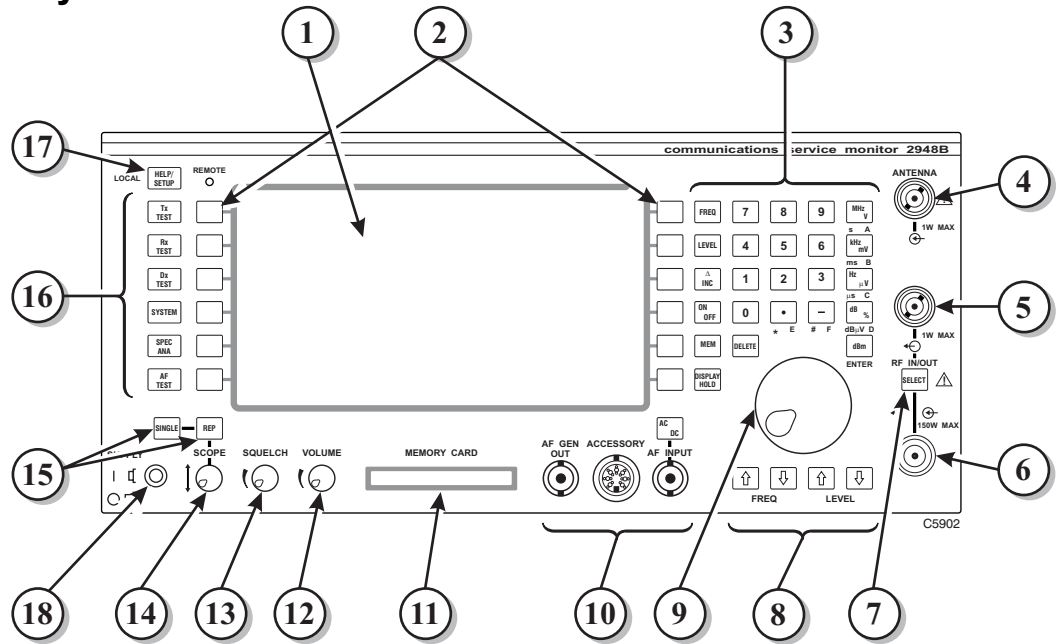 1 2 3
17 16 15 18 14 13 12 11 10 9 8 7 6 5 4
communications service monitor 2948B
LOCAL HELP/ SETUP REMOTE
ANTENNA
1W MAX
Tx TEST
Rx TEST
Dx TEST
SYSTEM
SPEC ANA
AF TEST
FREQ 7 8 9 MHz V
s A
LEVEL 4 5 6 kHz mV
ms B
Δ INC 1 2 3 Hz µV
µs C
ON OFF 0 • – dB %
* E # F dBµV D
MEM DELETE dBm
ENTER
DISPLAY HOLD
1W MAX
RF IN/OUT
SELECT
150W MAX
SINGLE REP
AC DC
SCOPE SQUELCH VOLUME MEMORY CARD
AF GEN OUT ACCESSORY AF INPUT
FREQ LEVEL
C5902